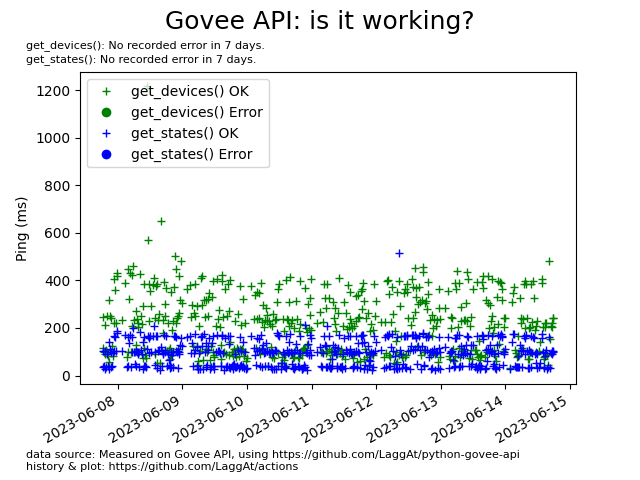 Govee API: is it working?
get_devices(): No recorded error in 7 days.
get_states(): No recorded error in 7 days.
get_devices() OK
get_devices() Error
get_states() OK
get_states() Error
Ping (ms)
1200
1000
800
600
400
200
0
2023-06-08
2023-06-09
2023-06-10
2023-06-11
2023-06-12
2023-06-13
2023-06-14
2023-06-15
data source: Measured on Govee API, using https://github.com/LaggAt/python-govee-api
history & plot: https://github.com/LaggAt/actions